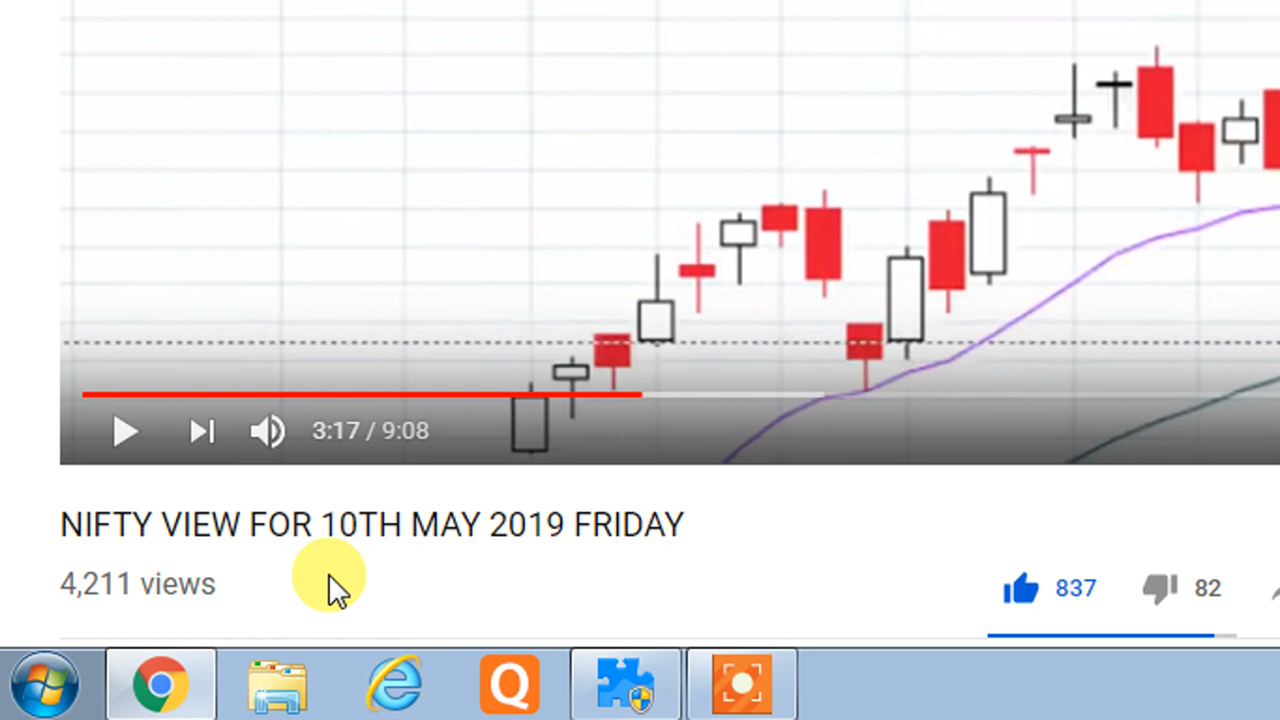 3:17 / 9:08
NIFTY VIEW FOR 10TH MAY 2019 FRIDAY
4,211 views
837
82
Q